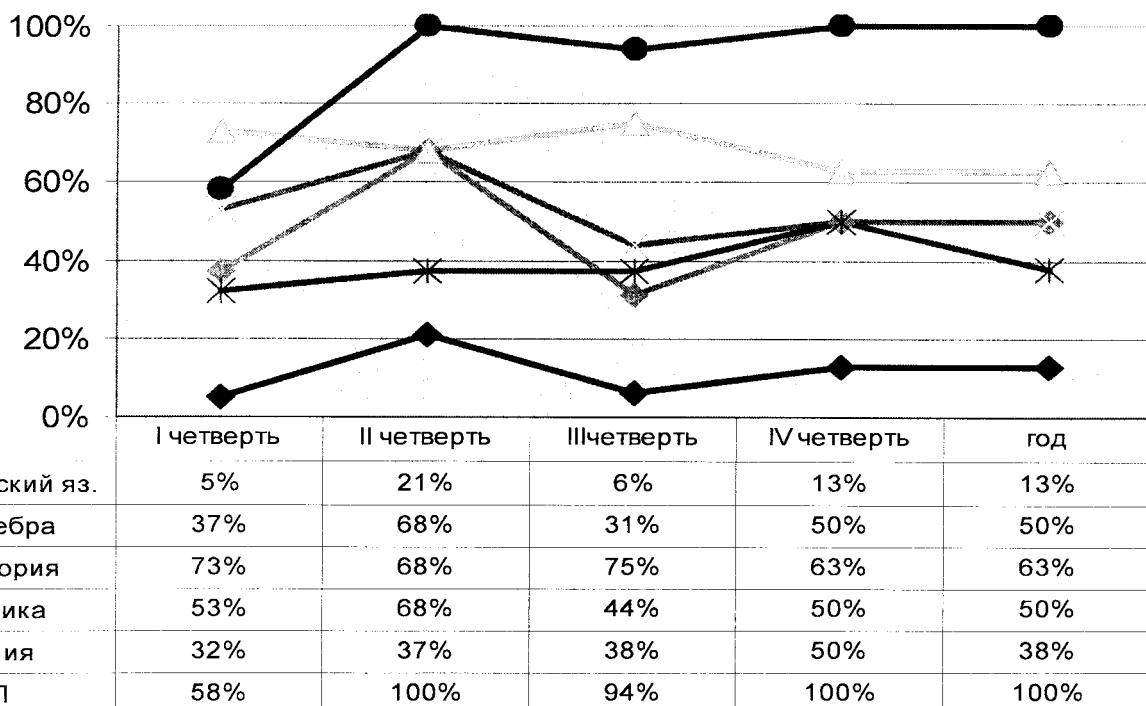 100%
80%
60%
40%
20%
0%
I четверть II четверть IIIчетверть IV четверть год
ский яз. 5% 21% 6% 13% 13%
ебра 37% 68% 31% 50% 50%
ория 73% 68% 75% 63% 63%
ика 53% 68% 44% 50% 50%
ия 32% 37% 38% 50% 38%
58% 100% 94% 100% 100%